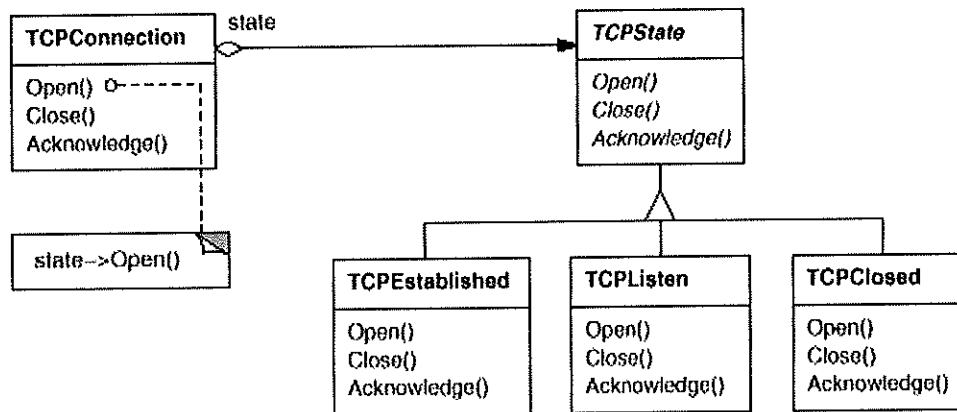 state
TCPConnection
Open()
Close()
Acknowledge()
state->Open()
TCPState
Open()
Close()
Acknowledge()
TCPEstablished
Open()
Close()
Acknowledge()
TCPListen
Open()
Close()
Acknowledge()
TCPClosed
Open()
Close()
Acknowledge()